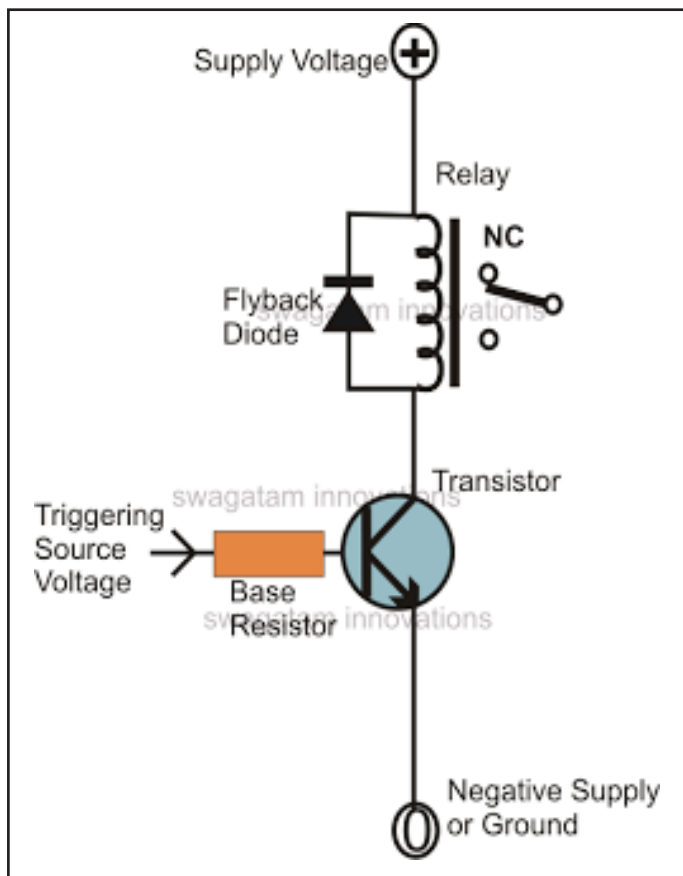 Supply Voltage
+
Relay
NC
Flyback
Diode
swagatam innovations
swagatam innovations
Transistor
Triggering
Source
Voltage
Base
Resistor
swagatam innovations
Negative Supply
or Ground
0